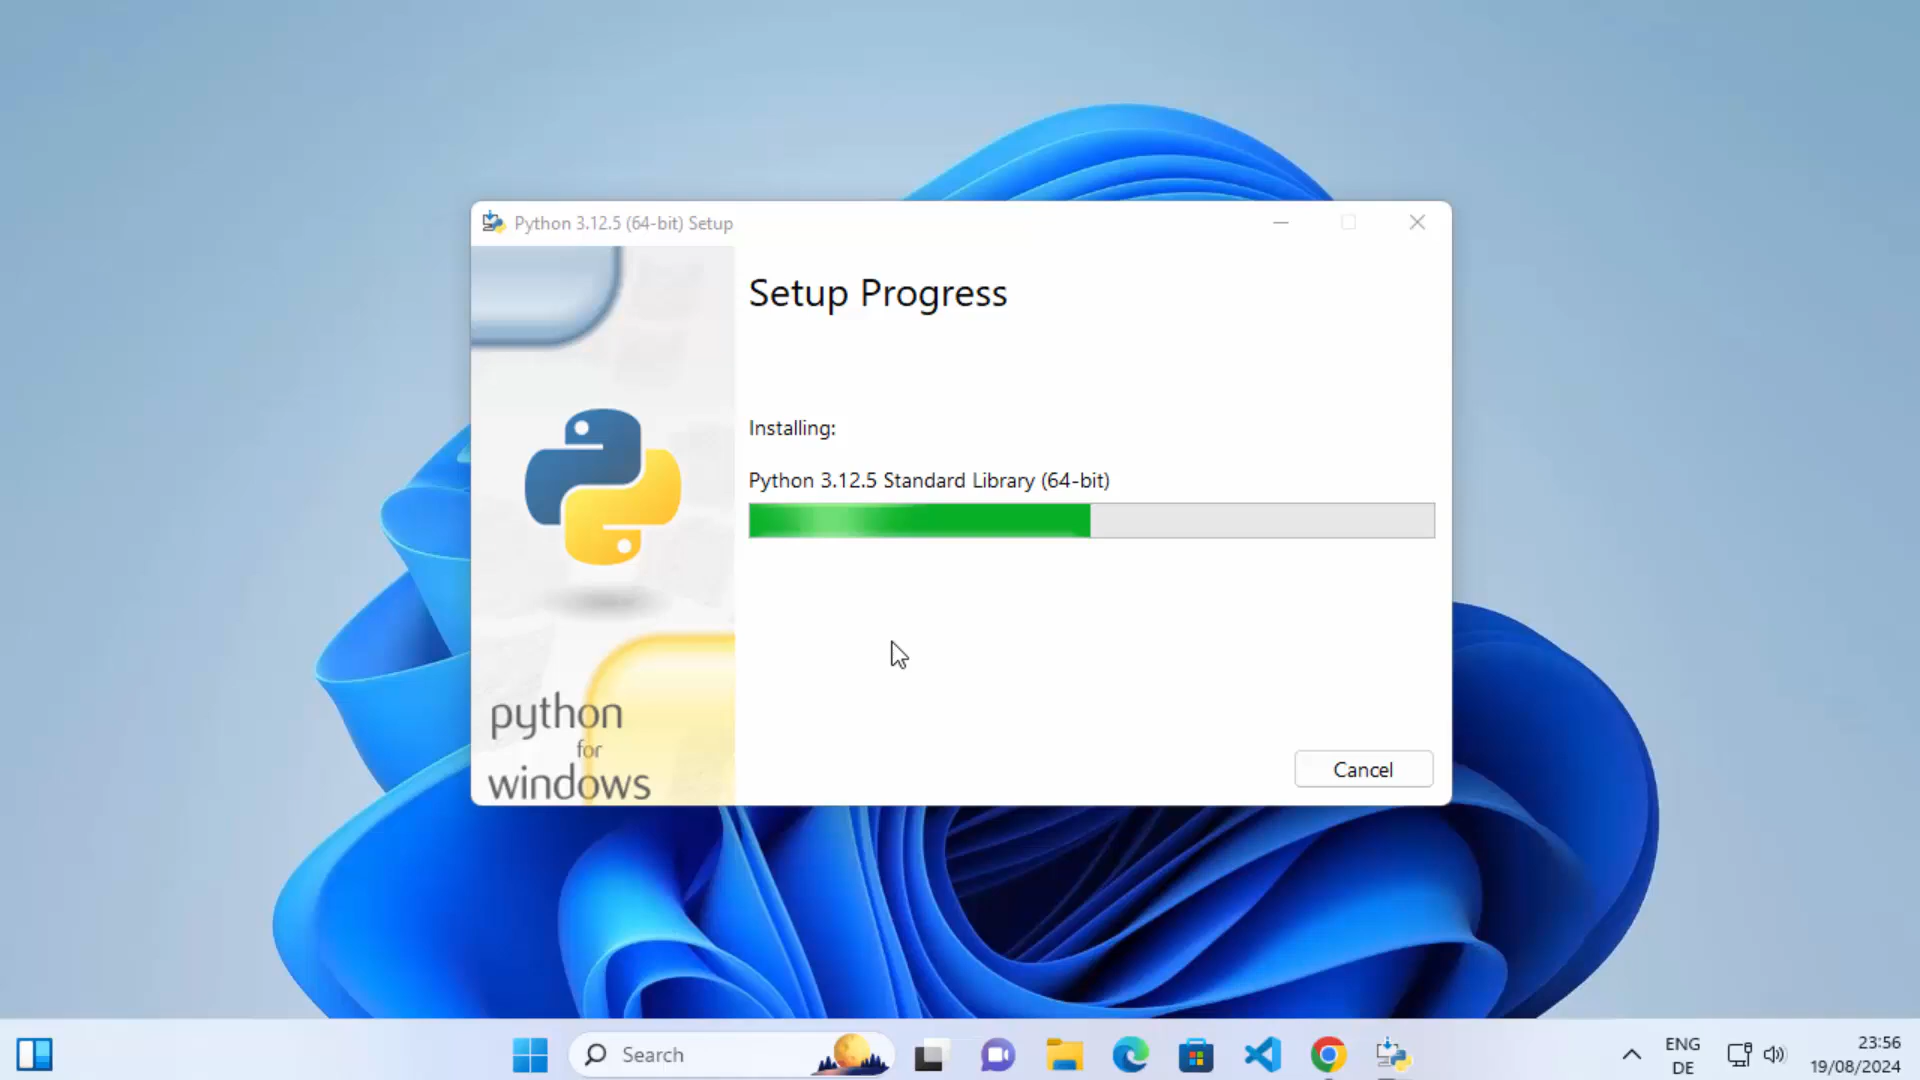 Python 3.12.5 (64-bit) Setup
Setup Progress
Installing:
Python 3.12.5 Standard Library (64-bit)
python
for
windows
Cancel
Search
ENG
DE
23:56
19/08/2024